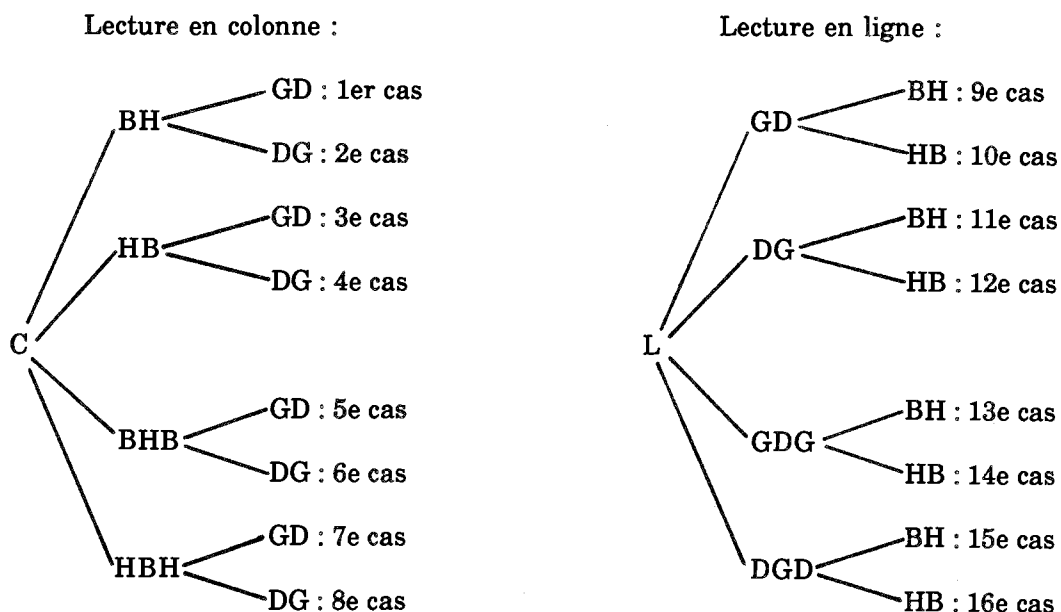 Lecture en colonne :
GD : 1er cas
BH
DG : 2e cas
GD : 3e cas
HB
DG : 4e cas
C
GD : 5e cas
BHB
DG : 6e cas
GD : 7e cas
HBH
DG : 8e cas
Lecture en ligne :
BH : 9e cas
GD
HB : 10e cas
BH : 11e cas
DG
HB : 12e cas
L
BH : 13e cas
GDG
HB : 14e cas
BH : 15e cas
DGD
HB : 16e cas